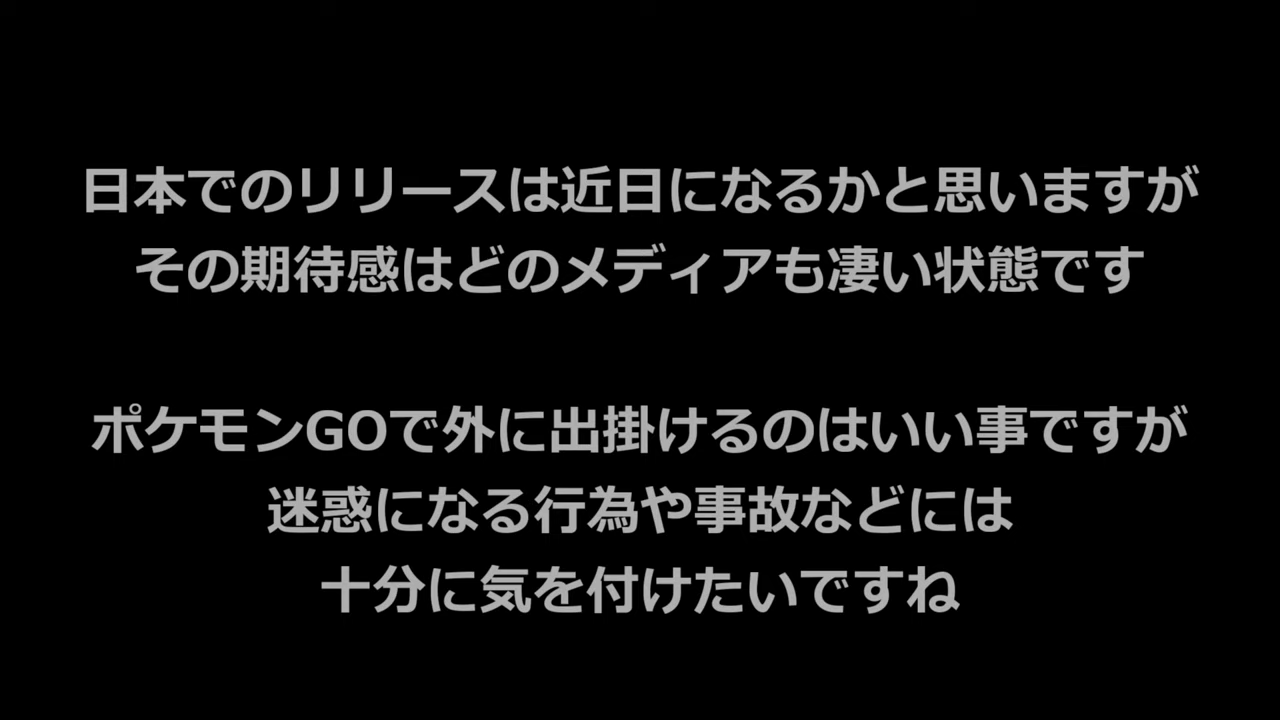 日本でのリリースは近日になるかと思いますが
その期待感はどのメディアも凄い状態です
ポケモンGOで外に出掛けるのはいい事ですが
迷惑になる行為や事故などには
十分に気を付けたいですね